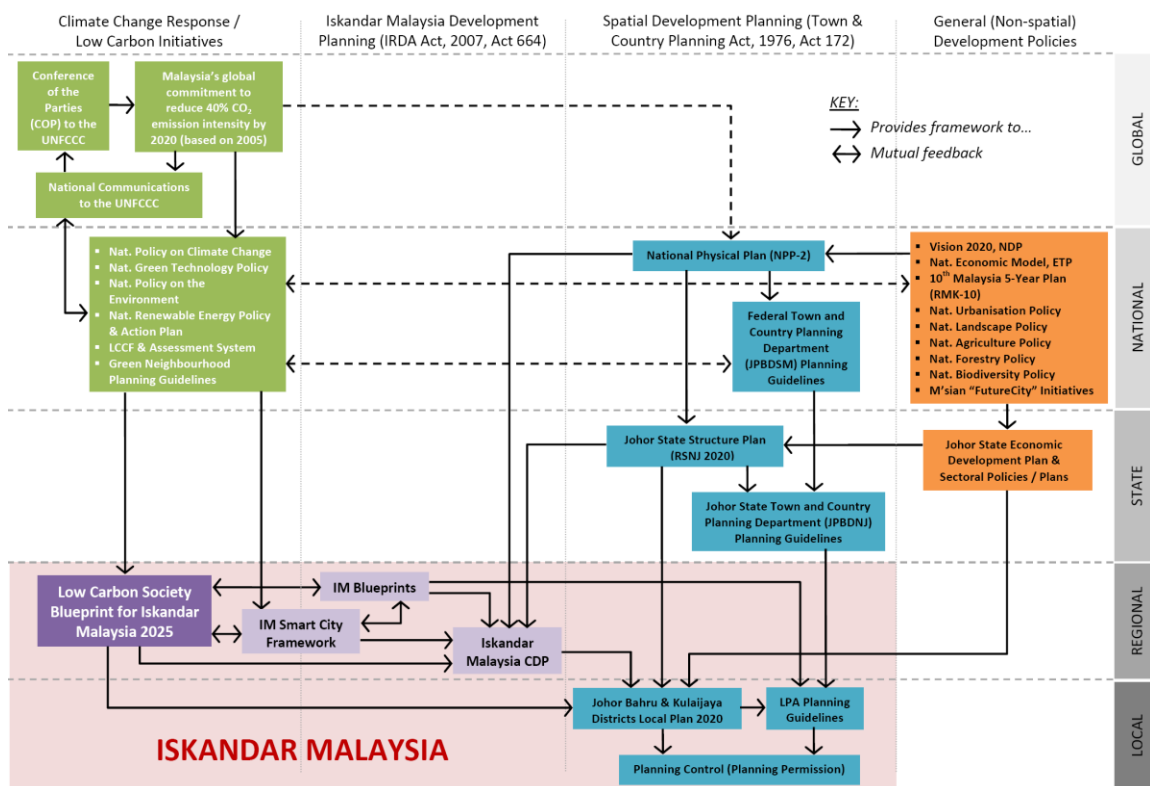 Climate Change Response /
Low Carbon Initiatives
Iskandar Malaysia Development
Planning (IRDA Act, 2007, Act 664)
Spatial Development Planning (Town &
Country Planning Act, 1976, Act 172)
General (Non-spatial)
Development Policies
Conference
of the
Parties
(COP) to the
UNFCCC
Malaysia's global
commitment to
reduce 40% CO₂
emission intensity by
2020 (based on 2005)
KEY:
Provides framework to...
Mutual feedback
GLOBAL
National Communications
to the UNFCCC
▪ Nat. Policy on Climate Change
▪ Nat. Green Technology Policy
▪ Nat. Policy on the
Environment
▪ Nat. Renewable Energy Policy
& Action Plan
▪ LCCF & Assessment System
▪ Green Neighbourhood
Planning Guidelines
National Physical Plan (NPP-2)
Federal Town and
Country Planning
Department
(JPBDSM) Planning
Guidelines
▪ Vision 2020, NDP
▪ Nat. Economic Model, ETP
▪ 10th Malaysia 5-Year Plan
(RMK-10)
▪ Nat. Urbanisation Policy
▪ Nat. Landscape Policy
▪ Nat. Agriculture Policy
▪ Nat. Forestry Policy
▪ Nat. Biodiversity Policy
▪ M'sian "FutureCity" Initiatives
NATIONAL
Johor State Structure Plan
(RSNJ 2020)
Johor State Economic
Development Plan &
Sectoral Policies / Plans
Johor State Town and Country
Planning Department (JPBDNJ)
Planning Guidelines
STATE
Low Carbon Society
Blueprint for Iskandar
Malaysia 2025
IM Blueprints
IM Smart City
Framework
Iskandar
Malaysia CDP
REGIONAL
Johor Bahru & Kulaijaya
Districts Local Plan 2020
LPA Planning
Guidelines
ISKANDAR MALAYSIA
Planning Control (Planning Permission)
LOCAL